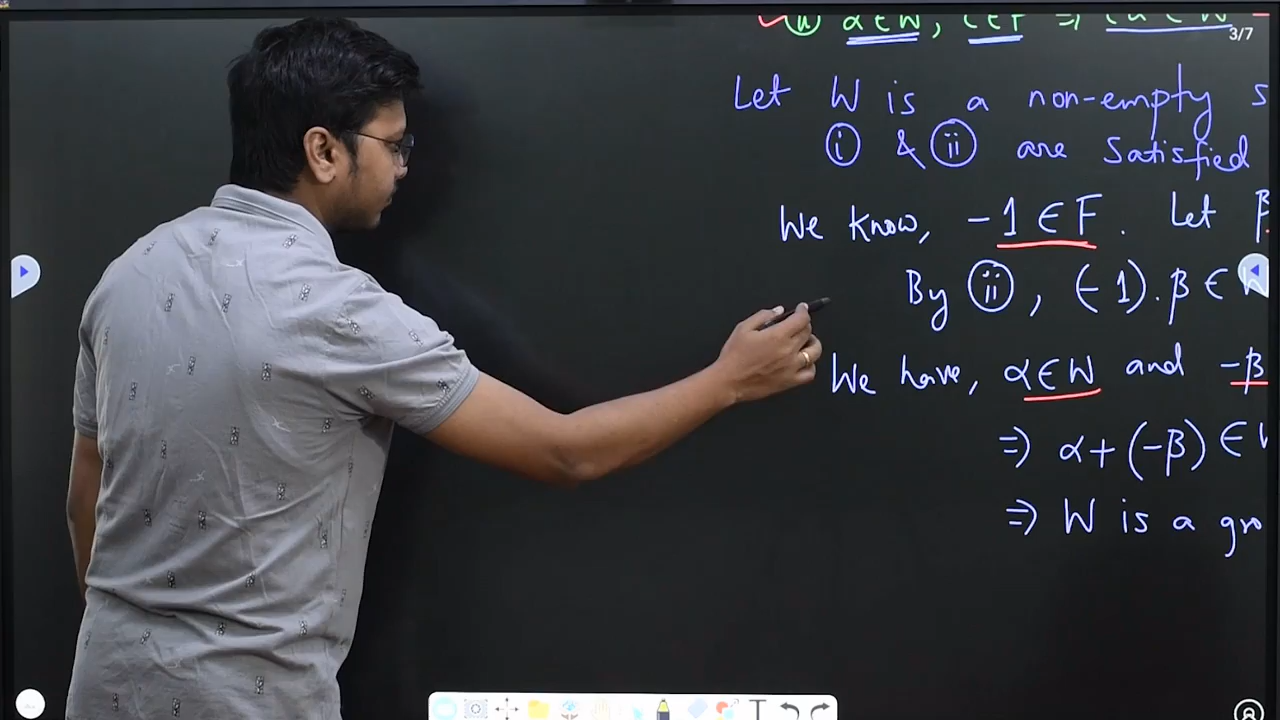 (ii) α ∈ W, c ∈ F ⇒ cα ∈ W
3/7
Let W is a non-empty s
(i) & (ii) are satisfied
We know, -1 ∈ F. Let β
By (ii), (-1).β ∈ W
We have, α ∈ W and -β
⇒ α+(-β) ∈ W
⇒ W is a gro
T